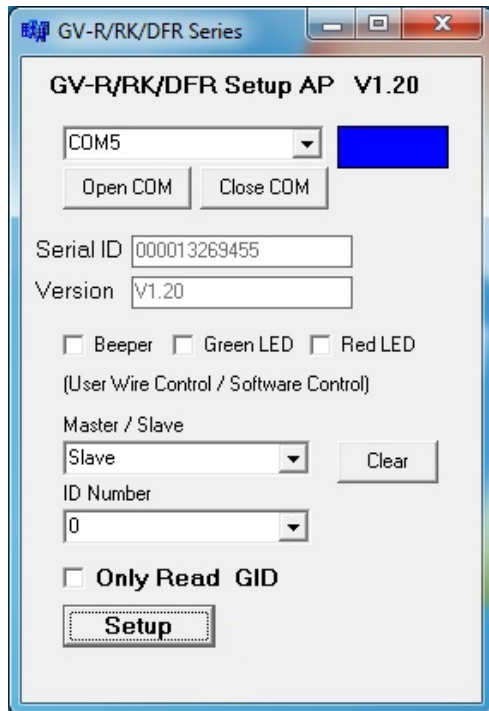 GV-R/RK/DFR Series
GV-R/RK/DFR Setup AP V1.20
COM5
Open COM Close COM
Serial ID 000013269455
Version V1.20
Beeper Green LED Red LED
(User Wire Control / Software Control)
Master / Slave
Slave Clear
ID Number
0
Only Read GID
Setup